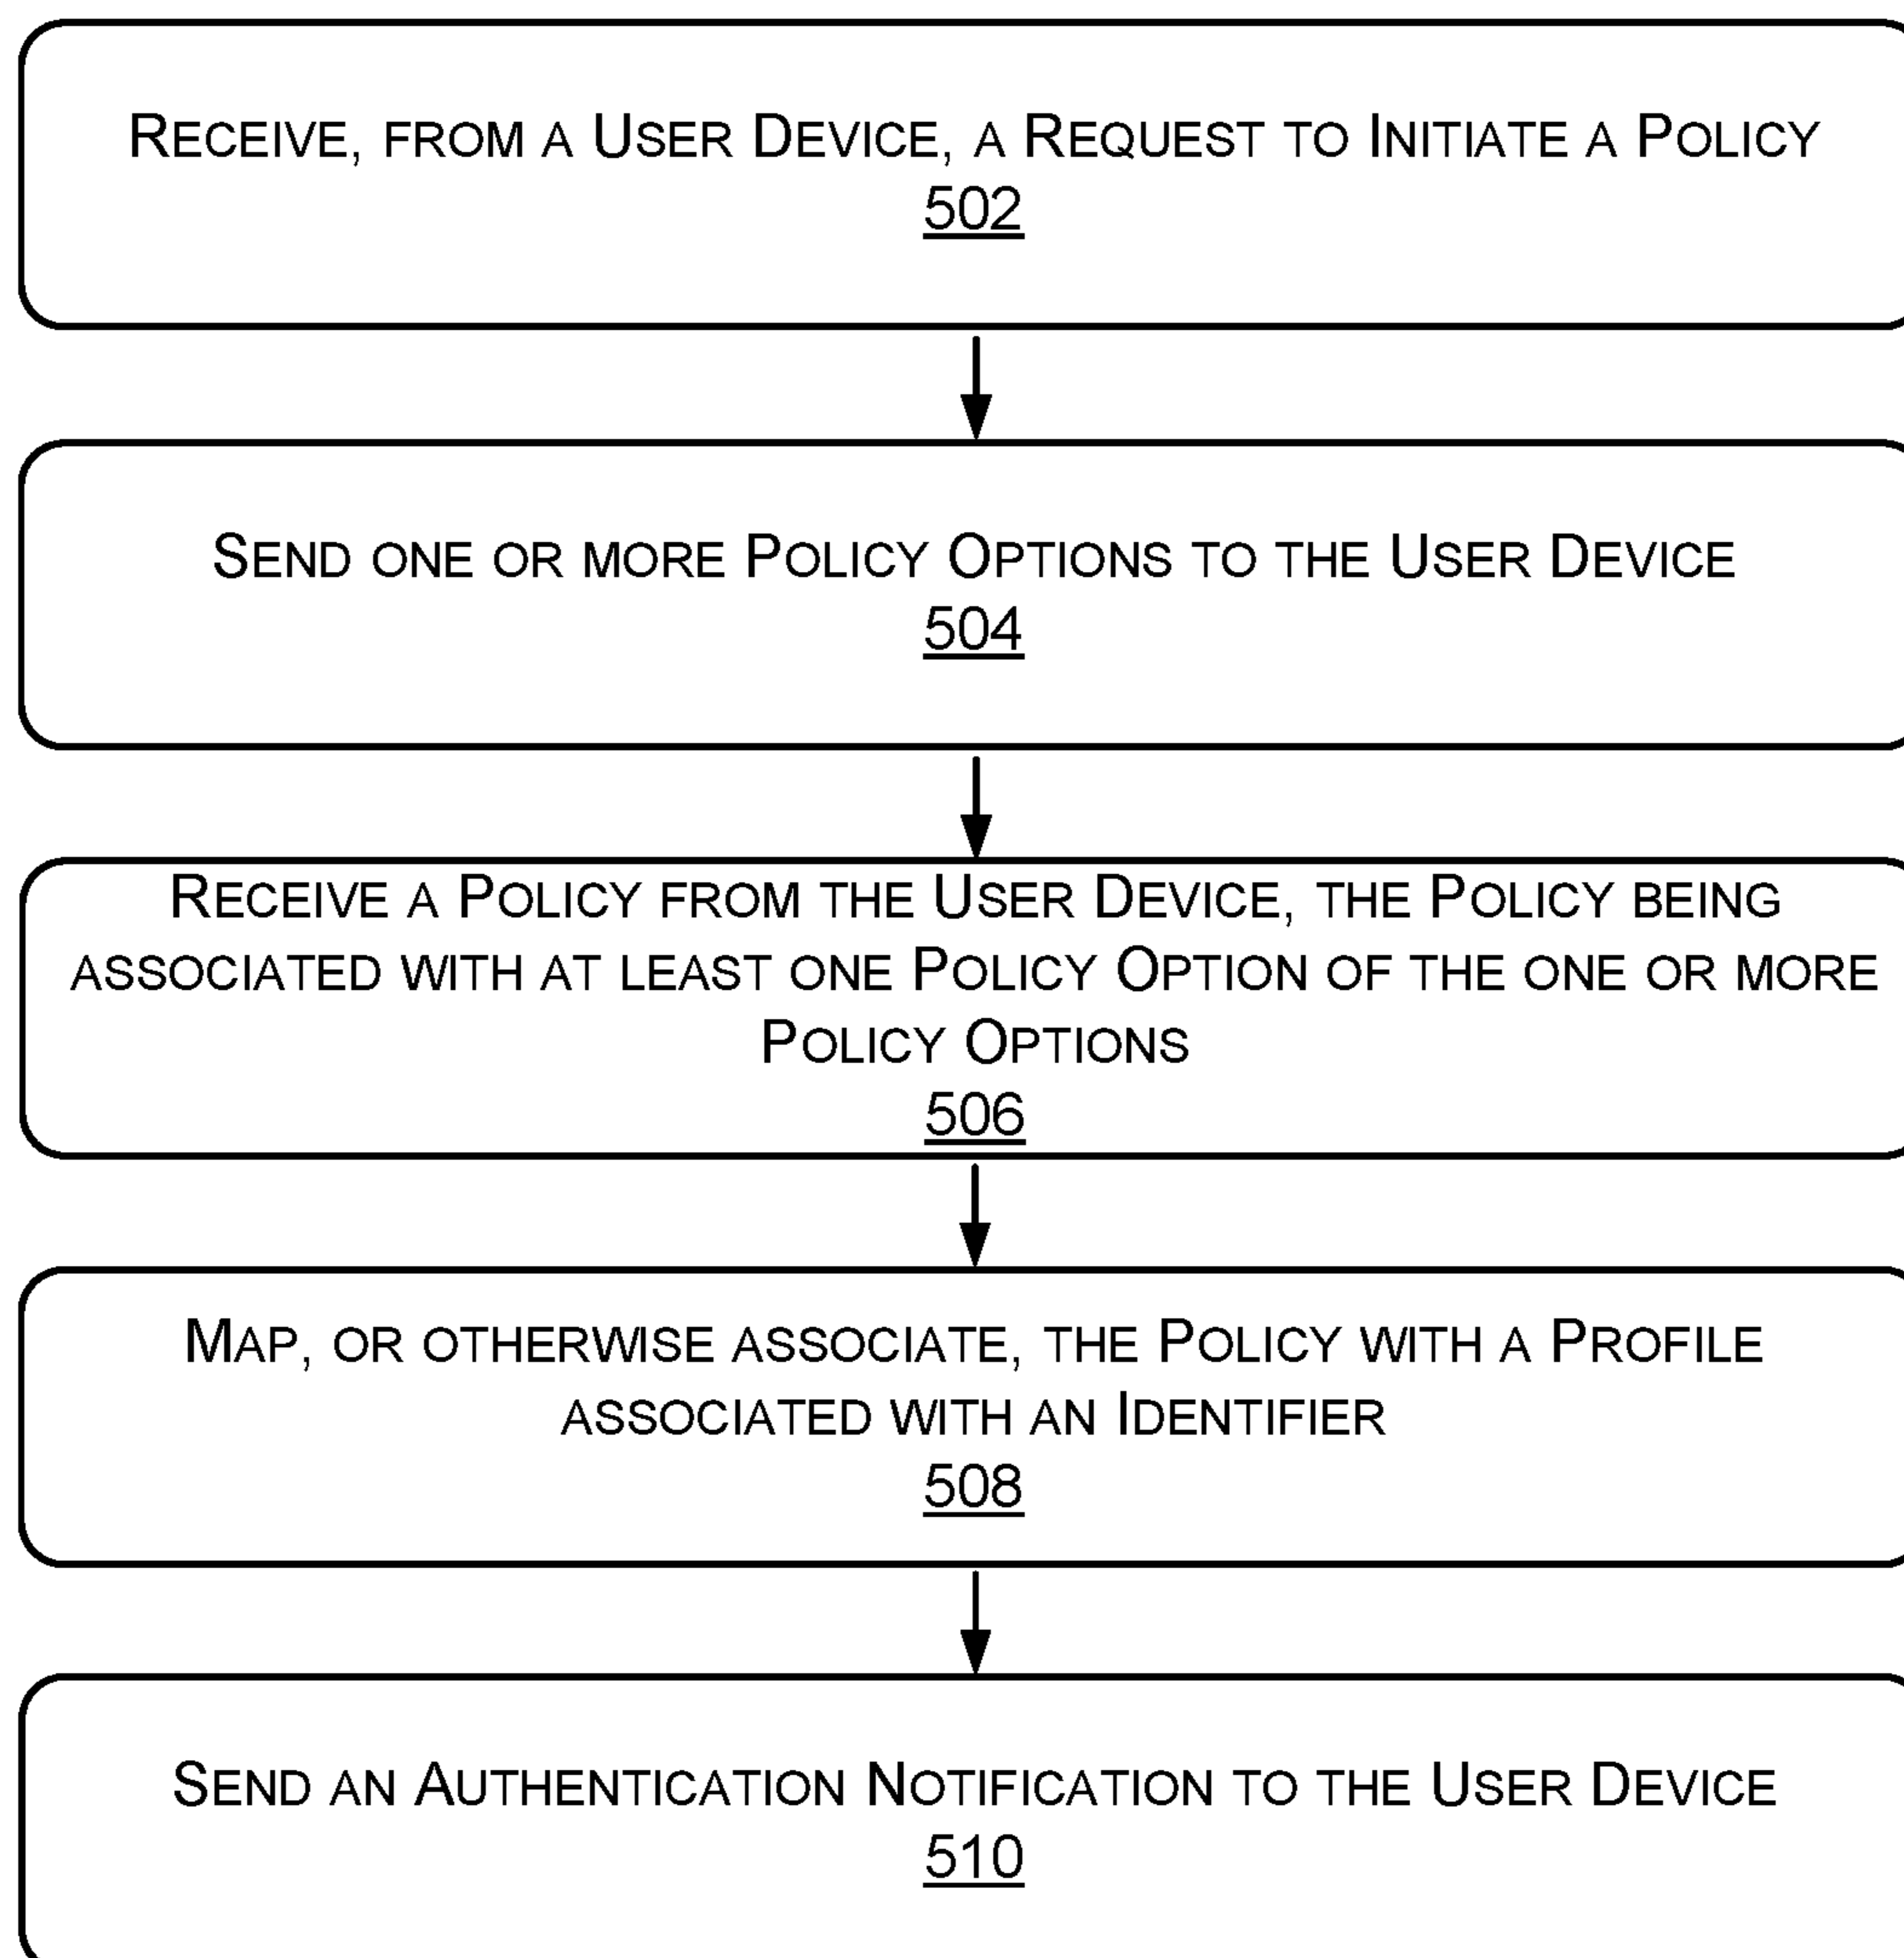 RECEIVE, FROM A USER DEVICE, A REQUEST TO INITIATE A POLICY
502
SEND ONE OR MORE POLICY OPTIONS TO THE USER DEVICE
504
RECEIVE A POLICY FROM THE USER DEVICE, THE POLICY BEING
ASSOCIATED WITH AT LEAST ONE POLICY OPTION OF THE ONE OR MORE
POLICY OPTIONS
506
MAP, OR OTHERWISE ASSOCIATE, THE POLICY WITH A PROFILE
ASSOCIATED WITH AN IDENTIFIER
508
SEND AN AUTHENTICATION NOTIFICATION TO THE USER DEVICE
510